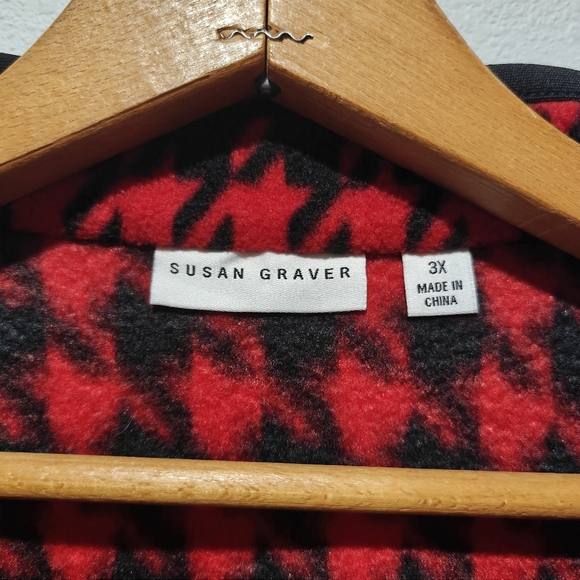 SUSAN GRAVER
3X
MADE IN
CHINA